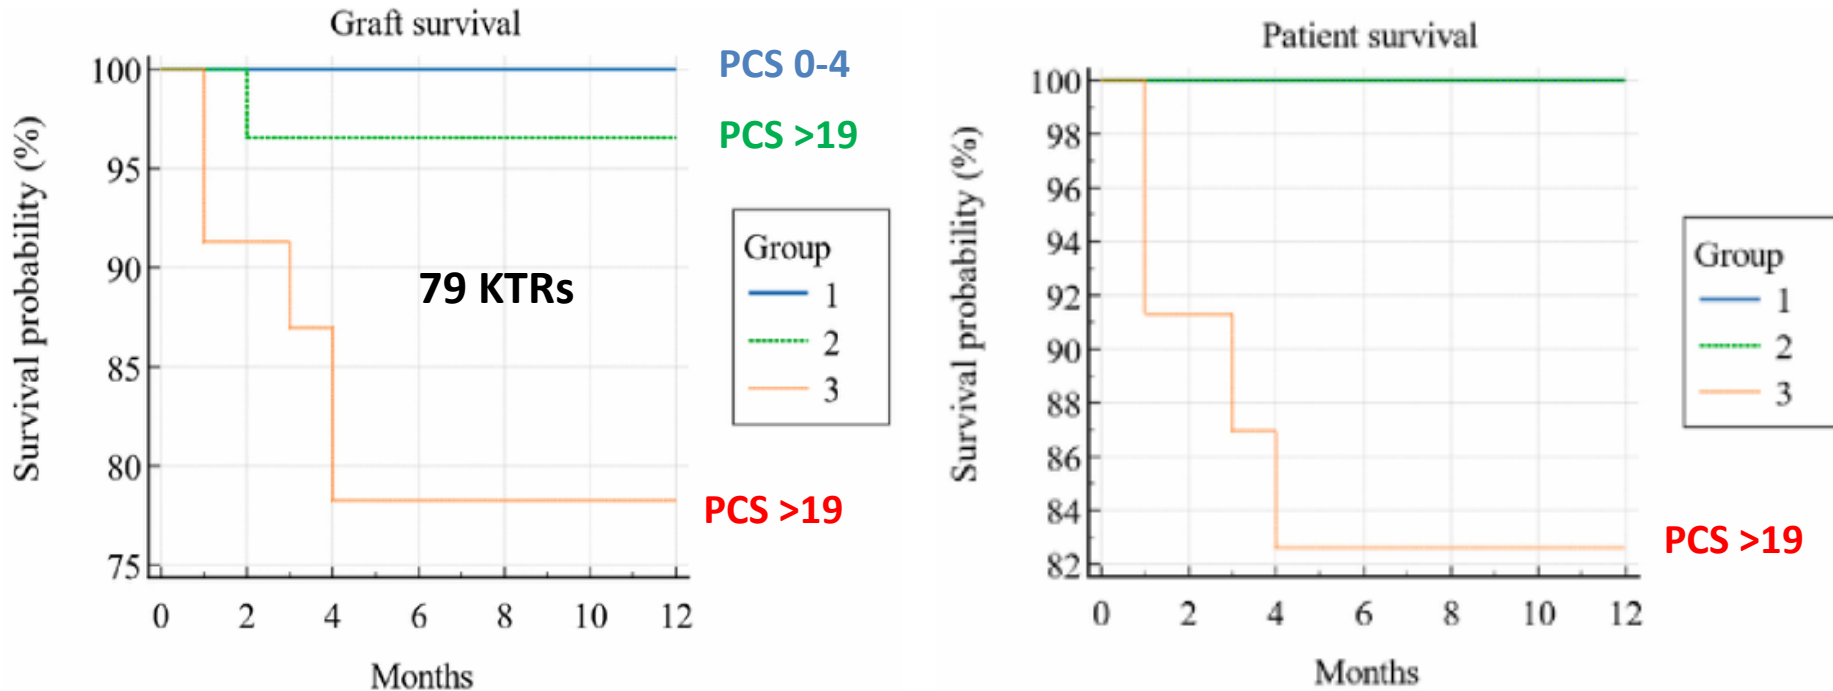 Graft survival
Survival probability (%)
100
95
90
85
80
75
0 2 4 6 8 10 12
Months
79 KTRs
PCS 0-4
PCS >19
Group
1
2
3
PCS >19
Patient survival
Survival probability (%)
100
98
96
94
92
90
88
86
84
82
0 2 4 6 8 10 12
Months
Group
1
2
3
PCS >19